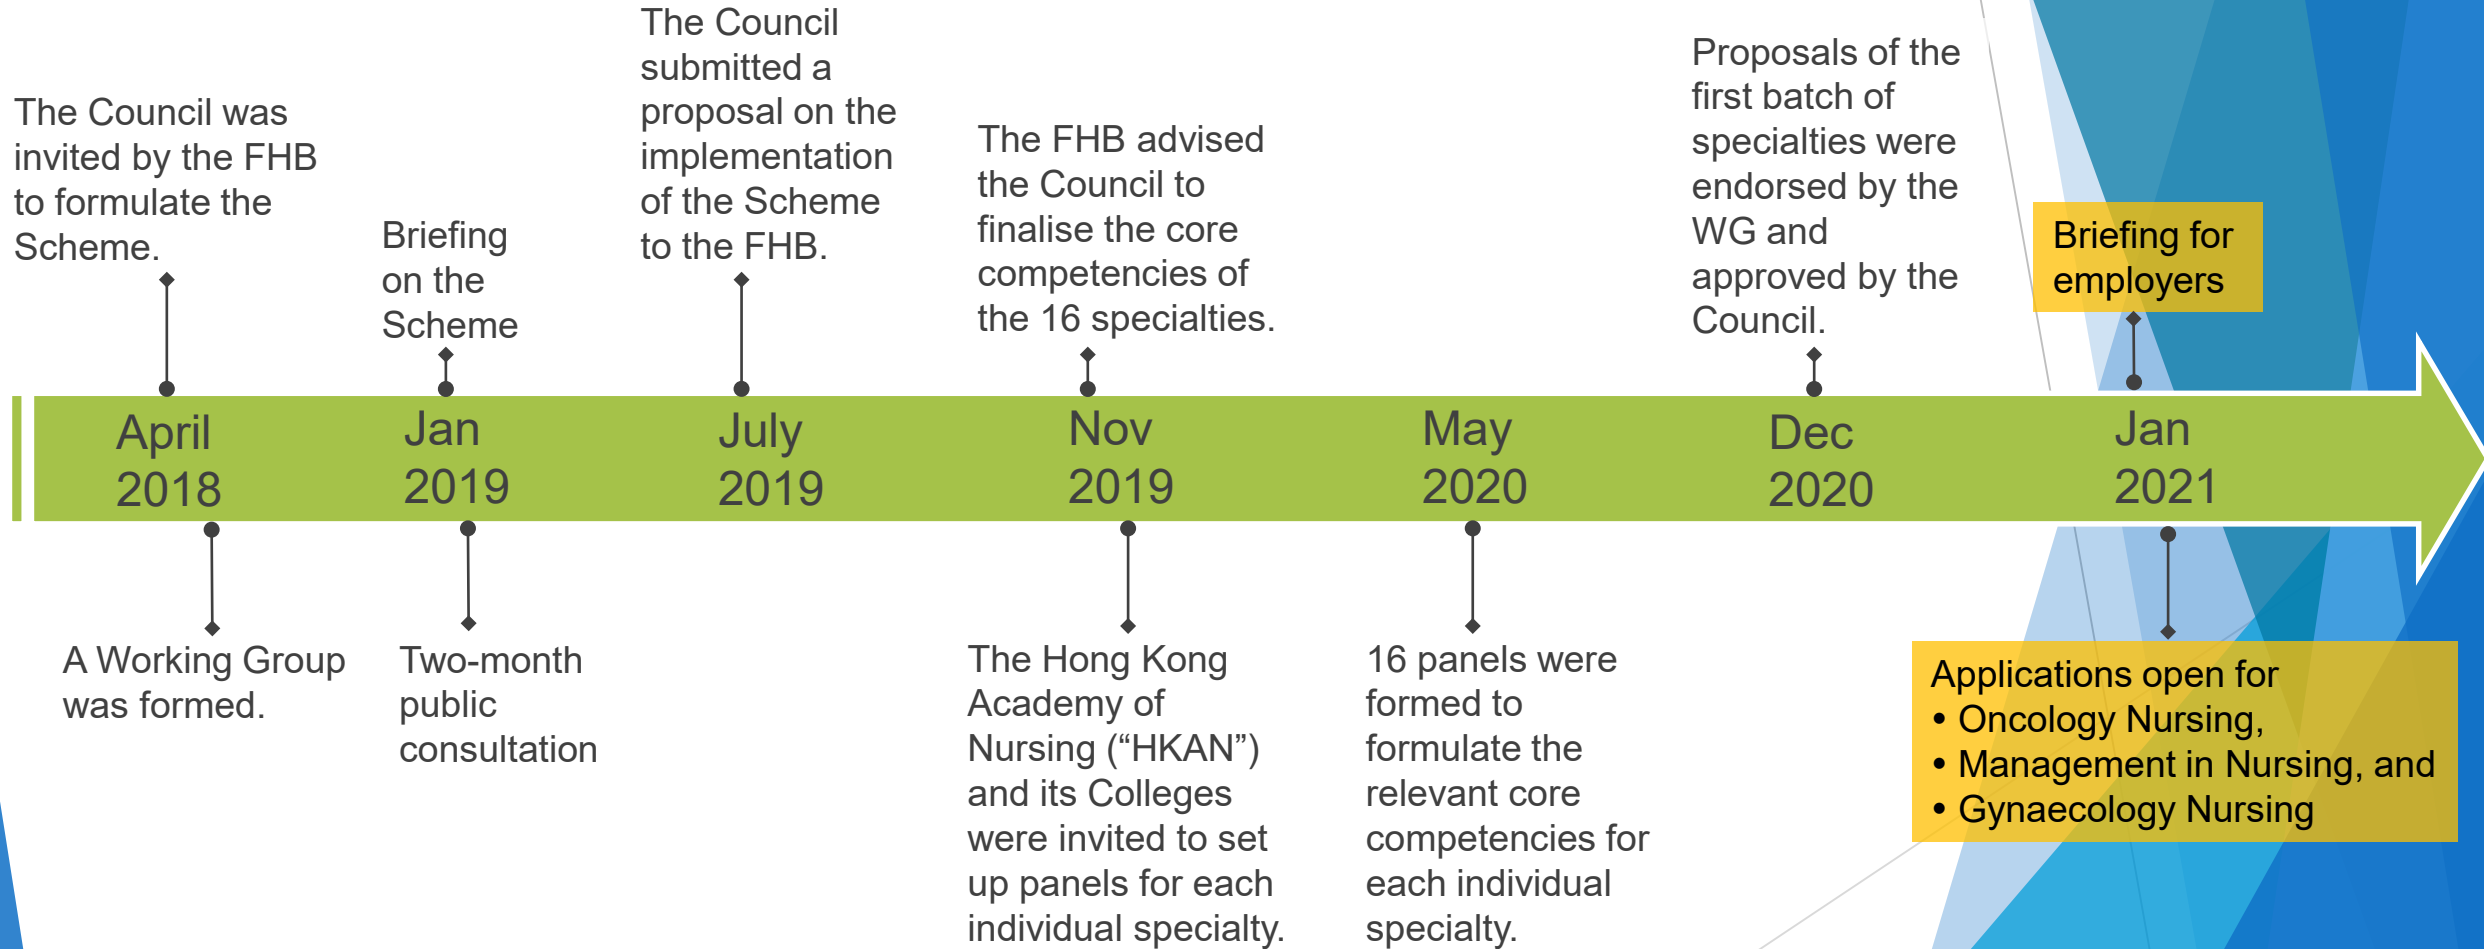 The Council was
invited by the FHB
to formulate the
Scheme.
Briefing
on the
Scheme
The Council
submitted a
proposal on the
implementation
of the Scheme
to the FHB.
The FHB advised
the Council to
finalise the core
competencies of
the 16 specialties.
Proposals of the
first batch of
specialties were
endorsed by the
WG and
approved by the
Council.
Briefing for
employers
April
2018
Jan
2019
July
2019
Nov
2019
May
2020
Dec
2020
Jan
2021
A Working Group
was formed.
Two-month
public
consultation
The Hong Kong
Academy of
Nursing (“HKAN”)
and its Colleges
were invited to set
up panels for each
individual specialty.
16 panels were
formed to
formulate the
relevant core
competencies for
each individual
specialty.
Applications open for
• Oncology Nursing,
• Management in Nursing, and
• Gynaecology Nursing